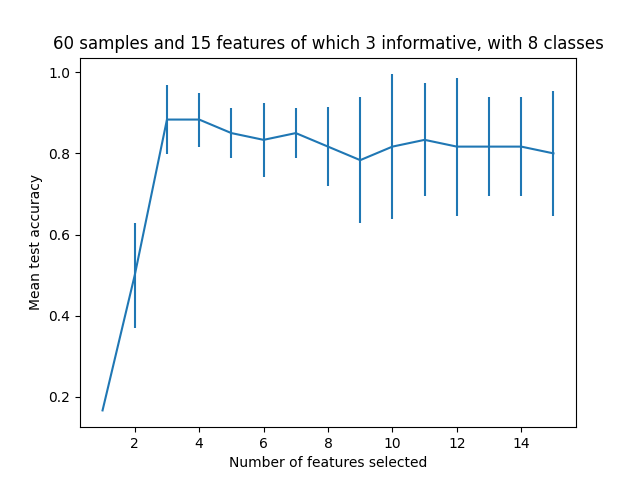 60 samples and 15 features of which 3 informative, with 8 classes
1.0
0.8
0.6
0.4
0.2
Mean test accuracy
2 4 6 8 10 12 14
Number of features selected